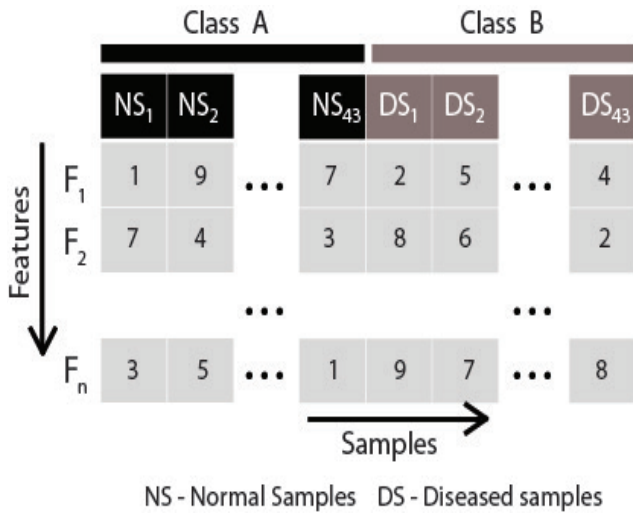 Class A Class B
NS1 NS2 NS43 DS1 DS2 DS43
F1 1 9 ... 7 2 5 ... 4
F2 7 4 3 8 6 2
... ...
Fn 3 5 ... 1 9 7 ... 8
Features
Samples
NS - Normal Samples DS - Diseased samples